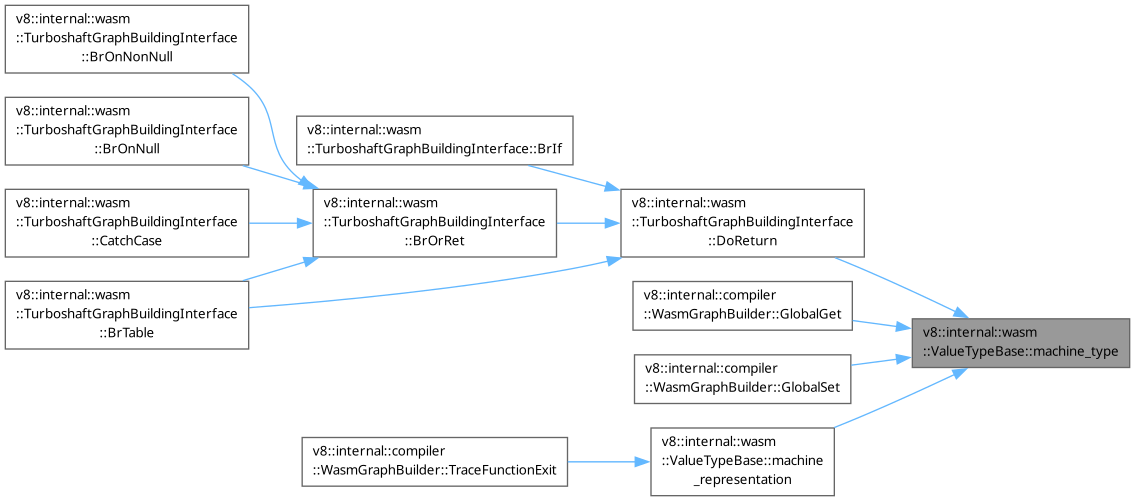 v8::internal::wasm
::TurboshaftGraphBuildingInterface
::BrOnNonNull
v8::internal::wasm
::TurboshaftGraphBuildingInterface
::BrOnNull
v8::internal::wasm
::TurboshaftGraphBuildingInterface
::CatchCase
v8::internal::wasm
::TurboshaftGraphBuildingInterface
::BrTable
v8::internal::wasm
::TurboshaftGraphBuildingInterface::BrIf
v8::internal::wasm
::TurboshaftGraphBuildingInterface
::BrOrRet
v8::internal::compiler
::WasmGraphBuilder::TraceFunctionExit
v8::internal::wasm
::TurboshaftGraphBuildingInterface
::DoReturn
v8::internal::compiler
::WasmGraphBuilder::GlobalGet
v8::internal::compiler
::WasmGraphBuilder::GlobalSet
v8::internal::wasm
::ValueTypeBase::machine
_representation
v8::internal::wasm
::ValueTypeBase::machine_type